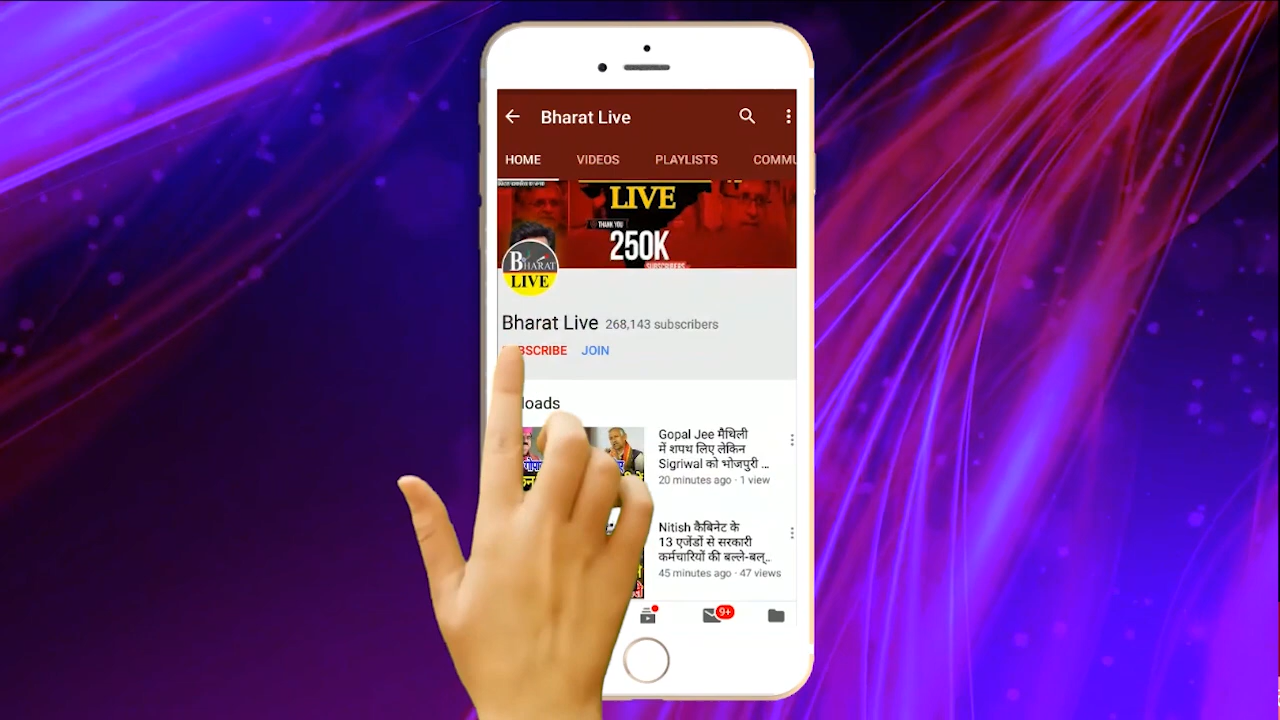 Bharat Live
HOME VIDEOS PLAYLISTS COMMU
LIVE
THANK YOU
250K
SUBSCRIBERS
BHARAT
LIVE
Bharat Live 268,143 subscribers
BSCRIBE JOIN
loads
Gopal Jee मैथिली
में शपथ लिए लेकिन
Sigriwal को भोजपुरी ...
20 minutes ago · 1 view
Nitish कैबिनेट के
13 एजेंडों से सरकारी
कर्मचारियों की बल्ले-बल्...
45 minutes ago · 47 views
9+